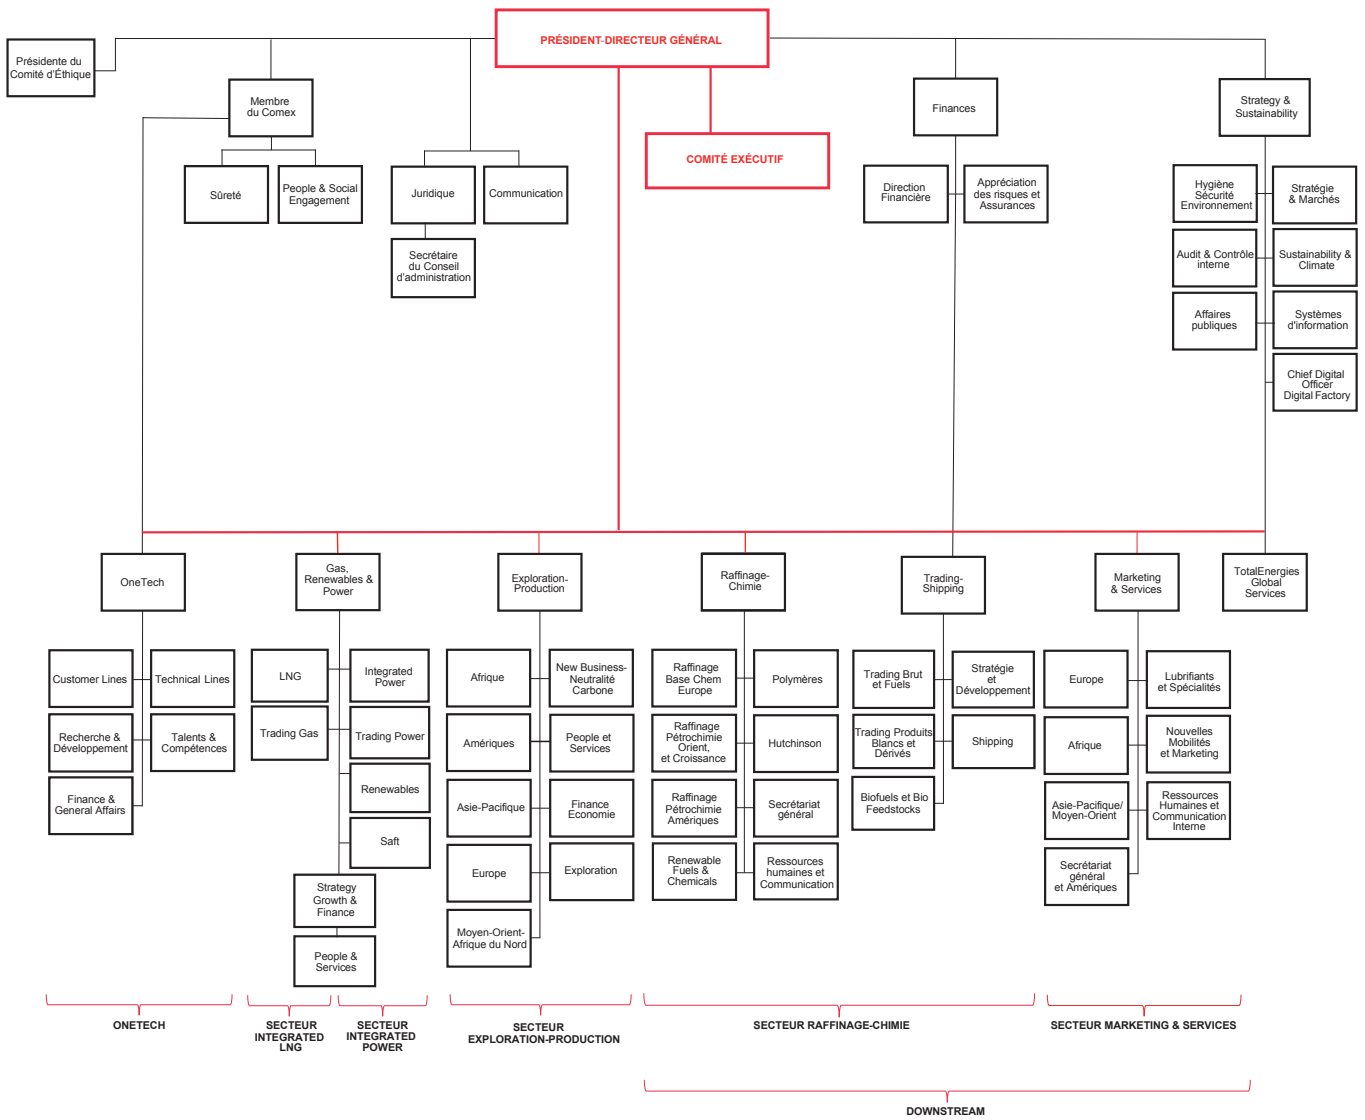 PRÉSIDENT-DIRECTEUR GÉNÉRAL
Présidente du
Comité d'Éthique
Membre
du Comex
Finances
Strategy &
Sustainability
COMITÉ EXÉCUTIF
Sûreté
People & Social
Engagement
Juridique
Communication
Secrétaire
du Conseil
d'administration
Direction
Financière
Appréciation
des risques et
Assurances
Hygiène
Sécurité
Environnement
Stratégie
& Marchés
Audit & Contrôle
interne
Sustainability &
Climate
Affaires
publiques
Systèmes
d'information
Chief Digital
Officer
Digital Factory
OneTech
Gas,
Renewables &
Power
Exploration-
Production
Raffinage-
Chimie
Trading-
Shipping
Marketing
& Services
TotalEnergies
Global
Services
Customer Lines
Technical Lines
Recherche &
Développement
Talents &
Compétences
Finance &
General Affairs
LNG
Integrated
Power
Trading Gas
Trading Power
Renewables
Saft
Strategy
Growth &
Finance
People &
Services
Afrique
New Business-
Neutralité
Carbone
Amériques
People et
Services
Asie-Pacifique
Finance
Economie
Europe
Exploration
Moyen-Orient-
Afrique du Nord
Raffinage
Base Chem
Europe
Polymères
Raffinage
Pétrochimie
Orient,
et Croissance
Hutchinson
Raffinage
Pétrochimie
Amériques
Secrétariat
général
Renewable
Fuels &
Chemicals
Ressources
humaines et
Communication
Trading Brut
et Fuels
Stratégie
et
Développement
Trading Produits
Blancs et
Dérivés
Shipping
Biofuels et Bio
Feedstocks
Europe
Lubrifiants
et Spécialités
Afrique
Nouvelles
Mobilités
et Marketing
Asie-Pacifique/
Moyen-Orient
Ressources
Humaines et
Communication
Interne
Secrétariat
général
et Amériques
ONETECH
SECTEUR
INTEGRATED
LNG
SECTEUR
INTEGRATED
POWER
SECTEUR
EXPLORATION-PRODUCTION
SECTEUR RAFFINAGE-CHIMIE
SECTEUR MARKETING & SERVICES
DOWNSTREAM